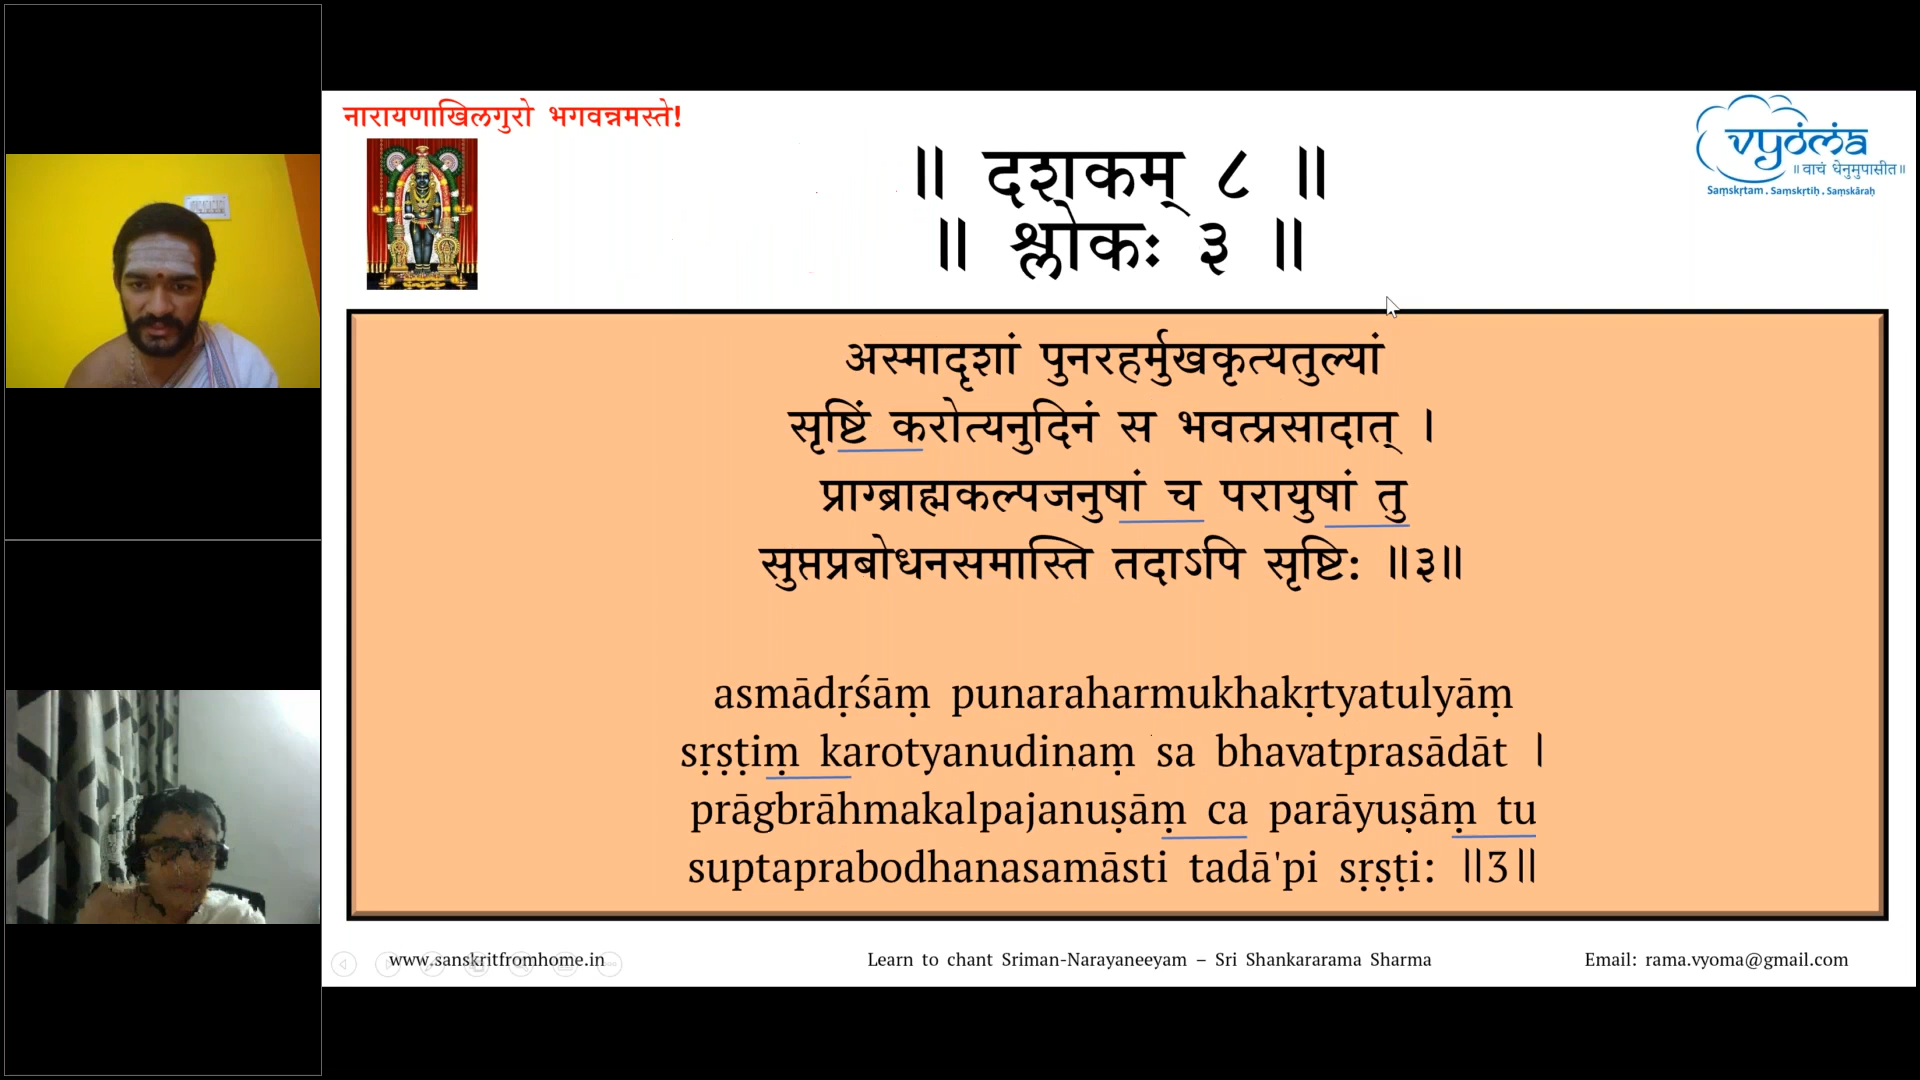 नारायणाखिलगुरो भगवन्नमस्ते!
vyoma
॥ वाचं धेनुमुपासीत॥
Saṃskṛtam . Saṃskṛtiḥ . Saṃskāraḥ
॥ दशकम् ८ ॥
॥ श्लोकः ३ ॥
अस्मादृशां पुनरहर्मुखकृत्यतुल्यां
सृष्टिं करोत्यनुदिनं स भवत्प्रसादात् ।
प्राग्ब्राह्मकल्पजनुषां च परायुषां तु
सुप्तप्रबोधनसमास्ति तदाऽपि सृष्टि: ॥३॥
asmādṛśāṃ punaraharmukhakṛtyatulyāṃ
sṛṣṭiṃ karotyanudinaṃ sa bhavatprasādāt ।
prāgbrāhmakalpajanuṣāṃ ca parāyuṣāṃ tu
suptaprabodhanasamāsti tadā'pi sṛṣṭi: ॥3॥
www.sanskritfromhome.in
Learn to chant Sriman-Narayaneeyam – Sri Shankararama Sharma
Email: rama.vyoma@gmail.com